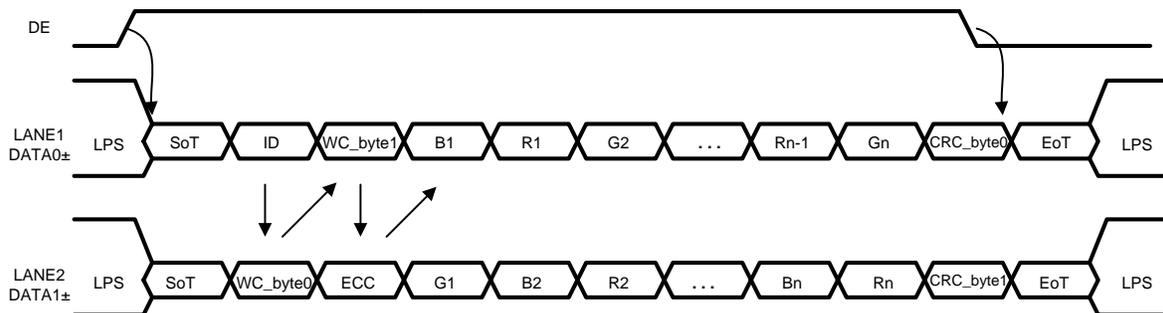 DE
LANE1
DATA0±
LPS SoT ID WC_byte1 B1 R1 G2 ... Rn-1 Gn CRC_byte0 EoT LPS
LANE2
DATA1±
LPS SoT WC_byte0 ECC G1 B2 R2 ... Bn Rn CRC_byte1 EoT LPS